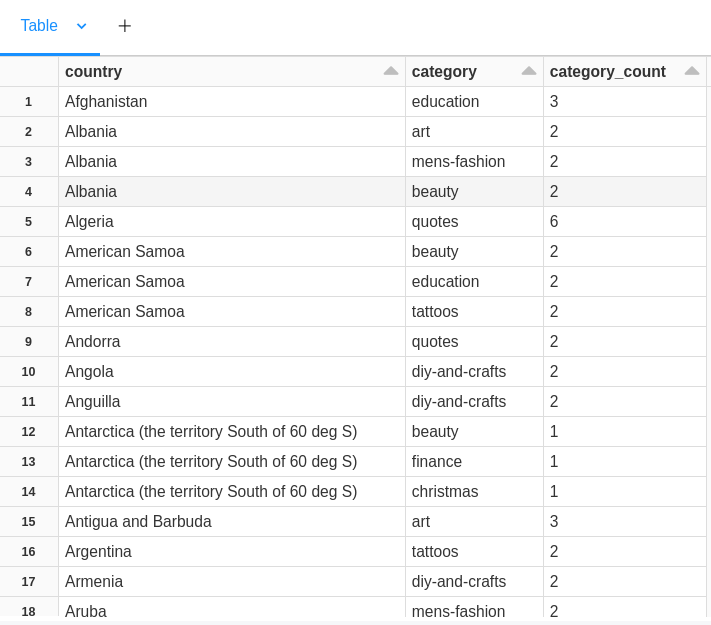 Table +
country category category_count
1 Afghanistan education 3
2 Albania art 2
3 Albania mens-fashion 2
4 Albania beauty 2
5 Algeria quotes 6
6 American Samoa beauty 2
7 American Samoa education 2
8 American Samoa tattoos 2
9 Andorra quotes 2
10 Angola diy-and-crafts 2
11 Anguilla diy-and-crafts 2
12 Antarctica (the territory South of 60 deg S) beauty 1
13 Antarctica (the territory South of 60 deg S) finance 1
14 Antarctica (the territory South of 60 deg S) christmas 1
15 Antigua and Barbuda art 3
16 Argentina tattoos 2
17 Armenia diy-and-crafts 2
18 Aruba mens-fashion 2